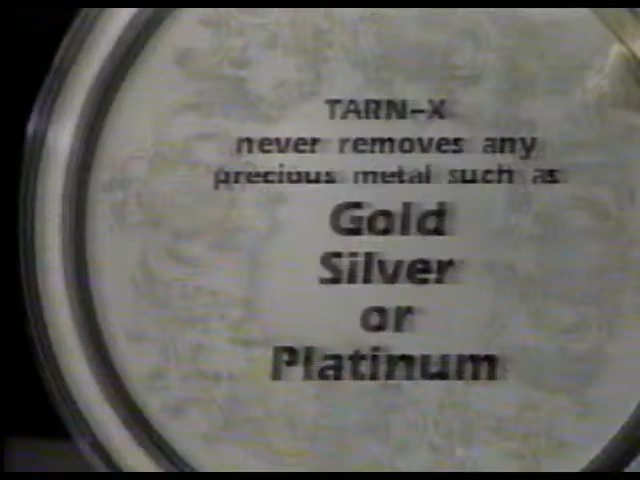 TARN-X
never removes any
precious metal such as
Gold
Silver
or
Platinum